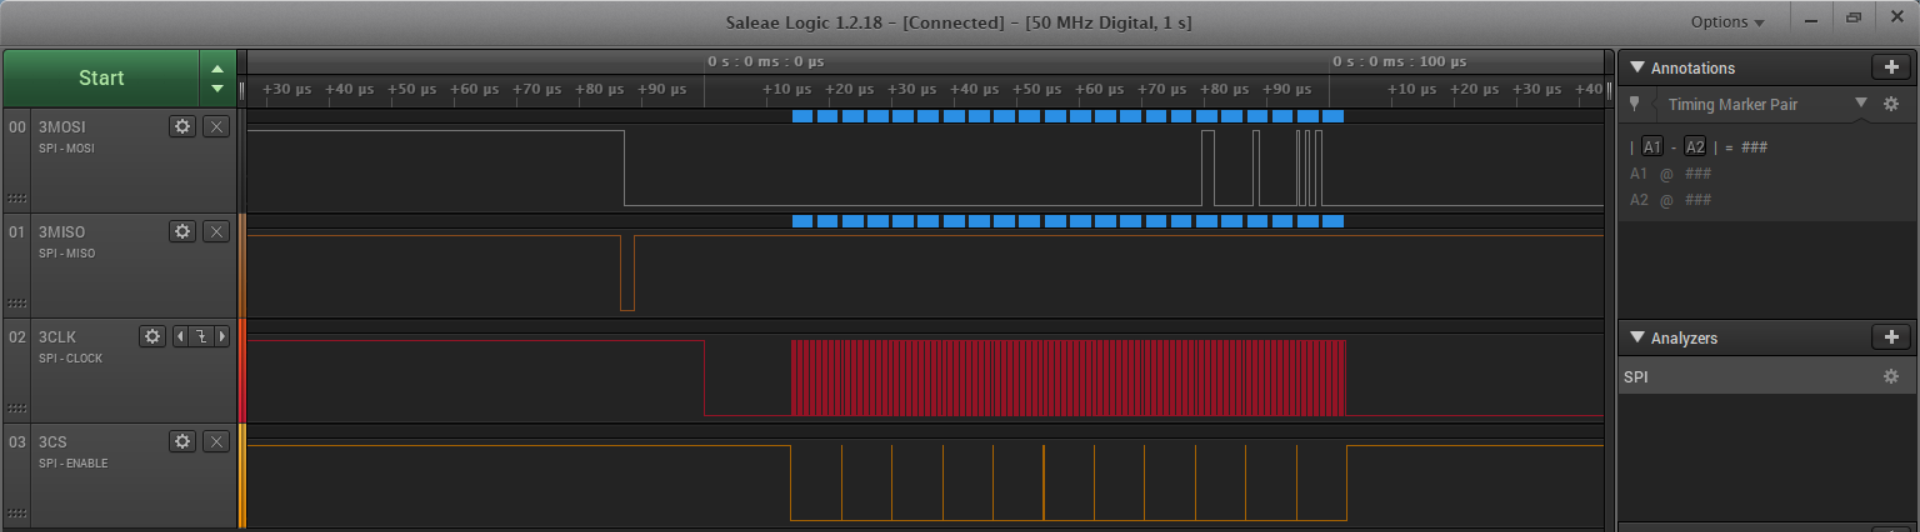 Saleae Logic 1.2.18 - [Connected] - [50 MHz Digital, 1 s]
Options
Start
0 s : 0 ms : 0 µs
0 s : 0 ms : 100 µs
+30 µs +40 µs +50 µs +60 µs +70 µs +80 µs +90 µs +10 µs +20 µs +30 µs +40 µs +50 µs +60 µs +70 µs +80 µs +90 µs +10 µs +20 µs +30 µs +40
00 3MOSI
SPI - MOSI
01 3MISO
SPI - MISO
02 3CLK
SPI - CLOCK
03 3CS
SPI - ENABLE
Annotations
Timing Marker Pair
| A1 - A2 | = ###
A1 @ ###
A2 @ ###
Analyzers
SPI